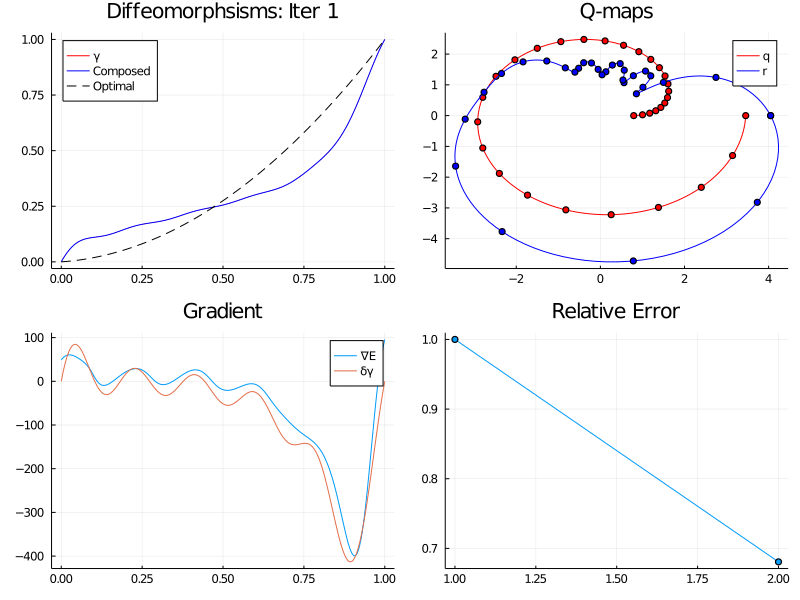 Diffeomorphsisms: Iter 1
1.00
0.75
0.50
0.25
0.00
0.00 0.25 0.50 0.75 1.00
γ
Composed
Optimal
Q-maps
2
1
0
−1
−2
−3
−4
−2 0 2 4
q
r
Gradient
100
0
−100
−200
−300
−400
0.00 0.25 0.50 0.75 1.00
∇E
δγ
Relative Error
1.0
0.9
0.8
0.7
1.00 1.25 1.50 1.75 2.00